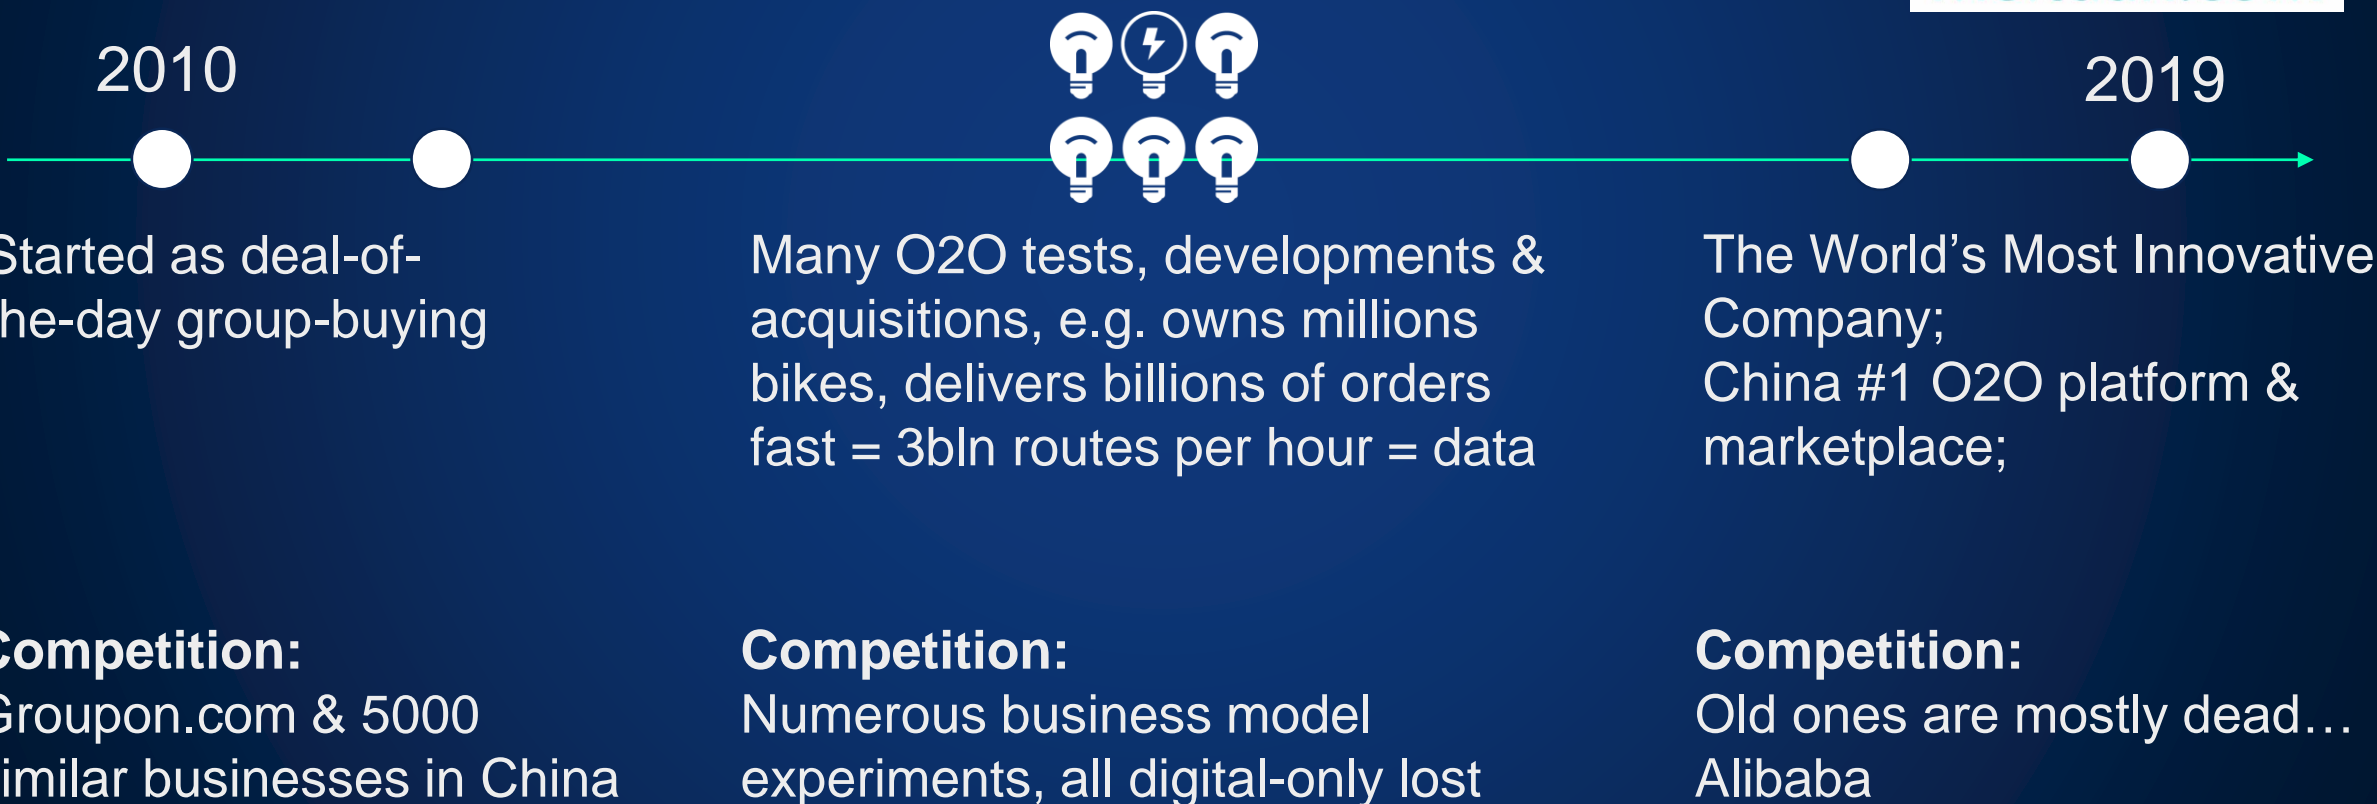 2010
2019
Started as deal-of-
the-day group-buying
Many O2O tests, developments &
acquisitions, e.g. owns millions
bikes, delivers billions of orders
fast = 3bln routes per hour = data
The World’s Most Innovative
Company;
China #1 O2O platform &
marketplace;
Competition:
Groupon.com & 5000
similar businesses in China
Competition:
Numerous business model
experiments, all digital-only lost
Competition:
Old ones are mostly dead…
Alibaba